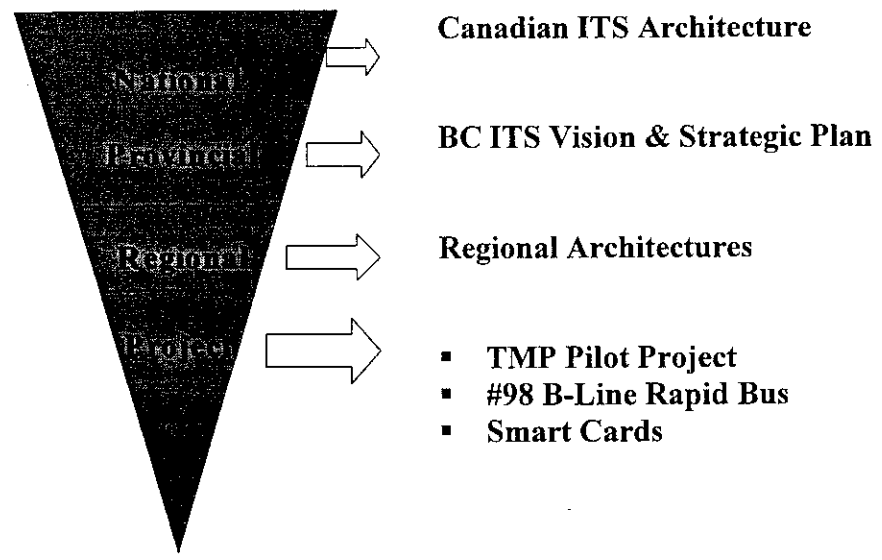 Canadian ITS Architecture
National
BC ITS Vision & Strategic Plan
Provincial
Regional Architectures
Regional
Project
▪ TMP Pilot Project
▪ #98 B-Line Rapid Bus
▪ Smart Cards